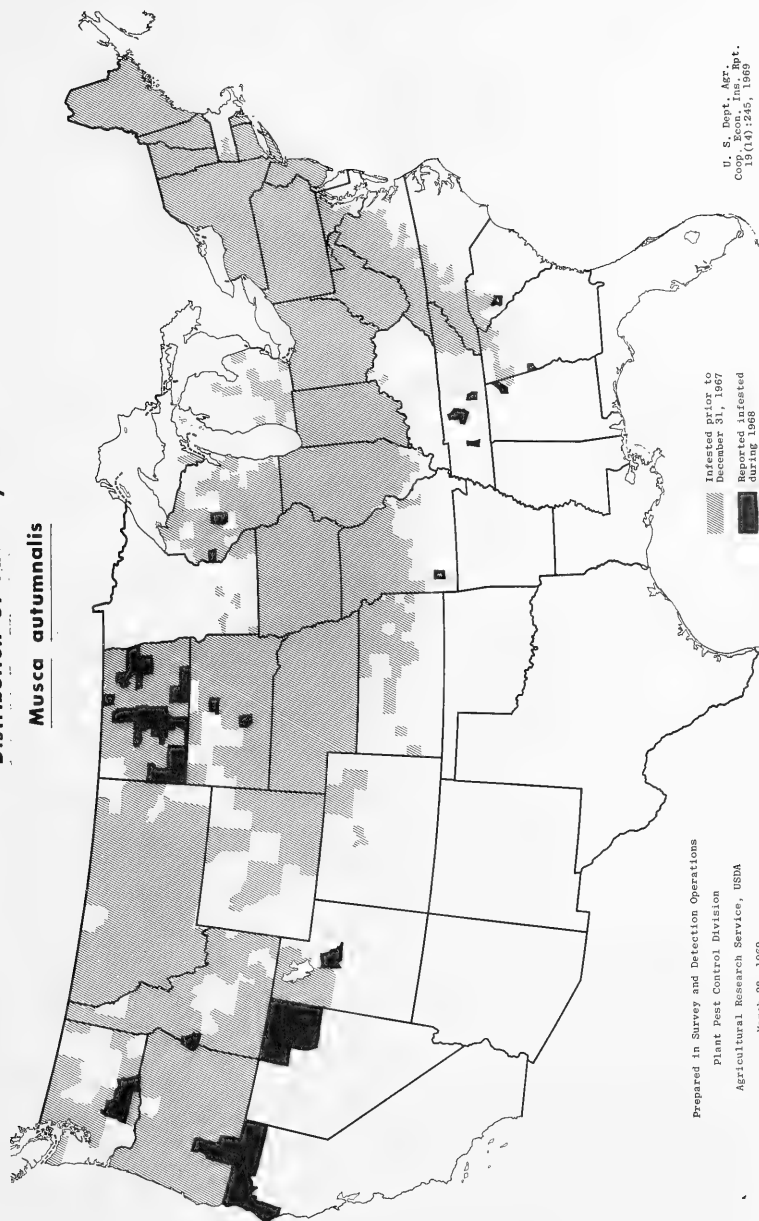 Musca autumnalis
Infested prior to
December 31, 1967
Reported infested
during 1968
U. S. Dept. Agr.
Coop. Econ. Ins. Rpt.
19(14):245, 1969
Prepared in Survey and Detection Operations
Plant Pest Control Division
Agricultural Research Service, USDA